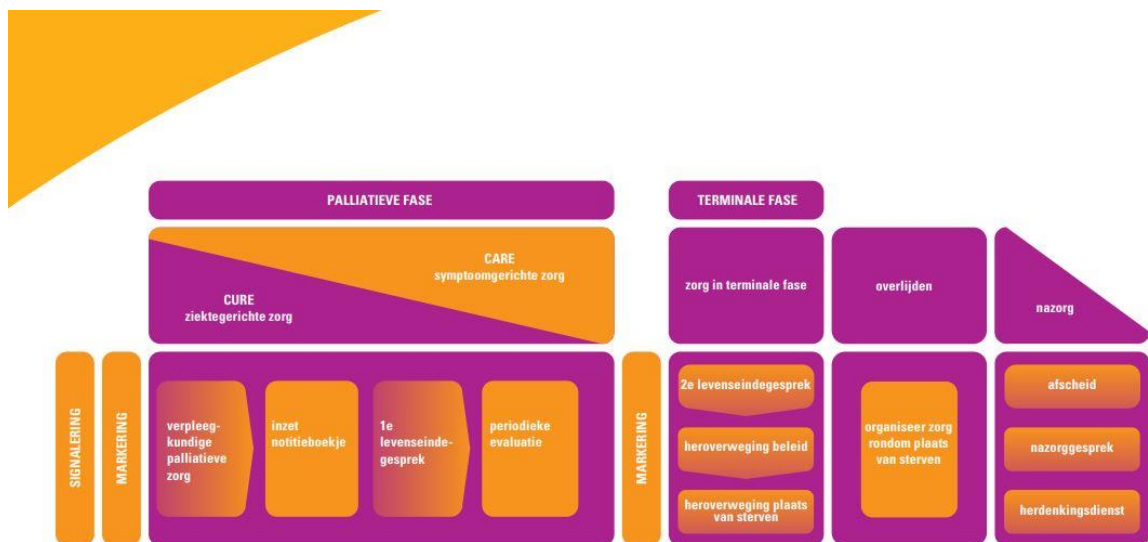 PALLIATIEVE FASE
TERMINALE FASE
CARE
symptoomgerichte zorg
CURE
ziektegerichte zorg
zorg in terminale fase
overlijden
nazorg
SIGNALERING
MARKERING
verpleeg-
kundige
palliatieve
zorg
inzet
notitieboekje
1e
levenseinde-
gesprek
periodieke
evaluatie
MARKERING
2e levenseindegesprek
heroverweging beleid
heroverweging plaats
van sterven
organiseer zorg
rondom plaats
van sterven
afscheid
nazorggesprek
herdenkingsdienst